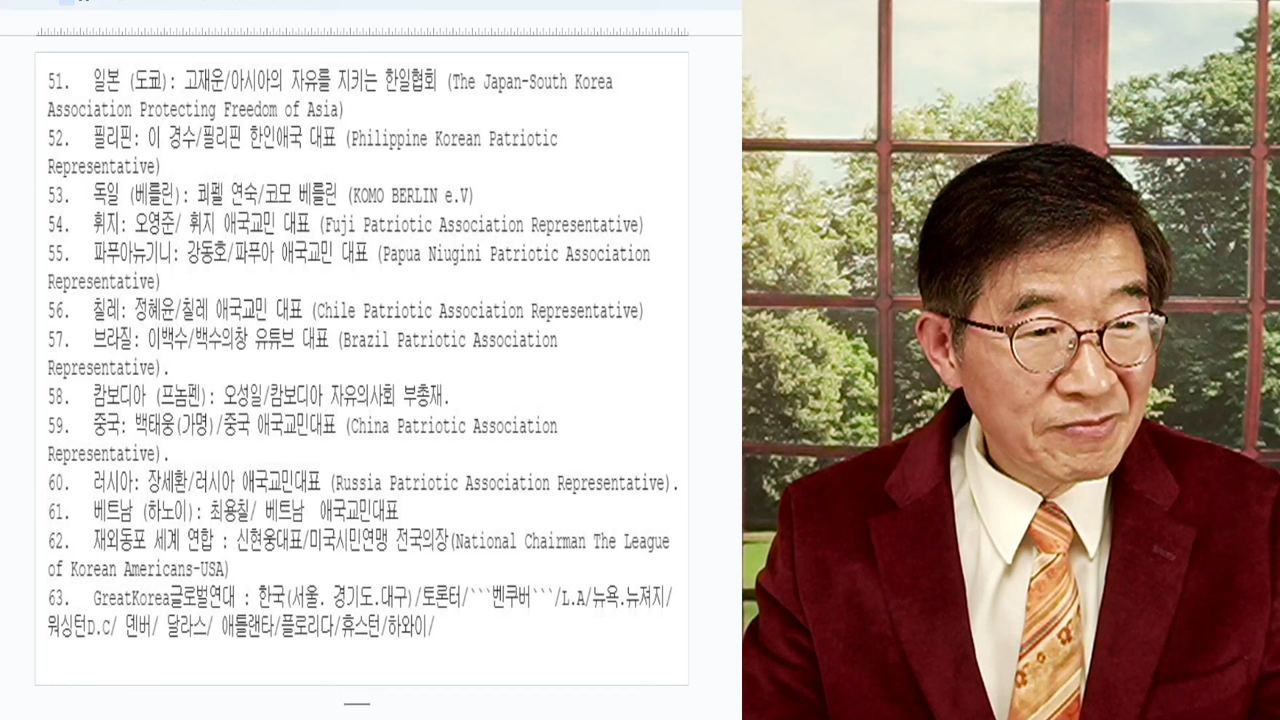 51. 일본 (도쿄): 고재운/아시아의 자유를 지키는 한일협회 (The Japan-South Korea
Association Protecting Freedom of Asia)
52. 필리핀: 이 경수/필리핀 한인애국 대표 (Philippine Korean Patriotic
Representative)
53. 독일 (베를린): 쾨펠 연숙/코모 베를린 (KOMO BERLIN e.V)
54. 휘지: 오영준/ 휘지 애국교민 대표 (Fuji Patriotic Association Representative)
55. 파푸아뉴기니: 강동호/파푸아 애국교민 대표 (Papua Niugini Patriotic Association
Representative)
56. 칠레: 정혜윤/칠레 애국교민 대표 (Chile Patriotic Association Representative)
57. 브라질: 이백수/백수의창 유튜브 대표 (Brazil Patriotic Association
Representative).
58. 캄보디아 (프놈펜): 오성일/캄보디아 자유의사회 부총재.
59. 중국: 백태웅(가명)/중국 애국교민대표 (China Patriotic Association
Representative).
60. 러시아: 장세환/러시아 애국교민대표 (Russia Patriotic Association Representative).
61. 베트남 (하노이): 최용칠/ 베트남 애국교민대표
62. 재외동포 세계 연합 : 신현웅대표/미국시민연맹 전국의장(National Chairman The League
of Korean Americans-USA)
63. GreatKorea글로벌연대 : 한국(서울. 경기도.대구)/토론터/```벤쿠버```/L.A/뉴욕.뉴져지/
워싱턴D.C/ 덴버/ 달라스/ 애틀랜타/플로리다/휴스턴/하와이/